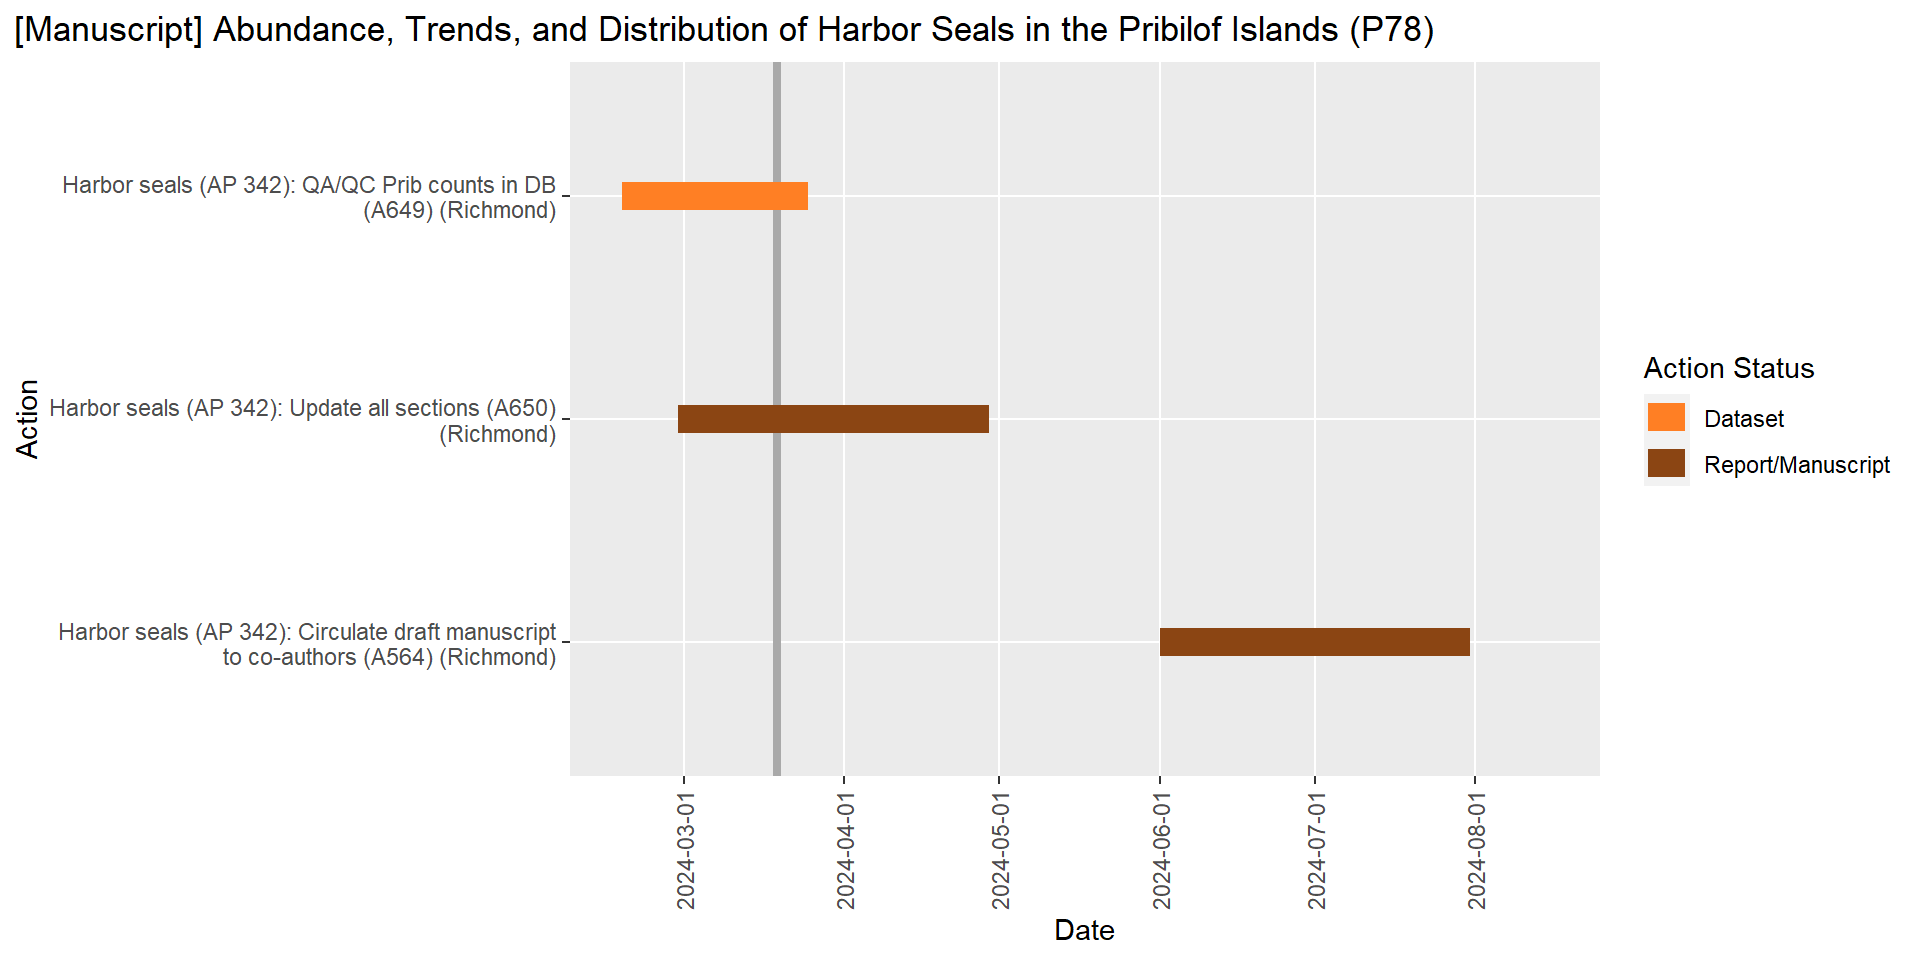 [Manuscript] Abundance, Trends, and Distribution of Harbor Seals in the Pribilof Islands (P78)
Action
Harbor seals (AP 342): QA/QC Prib counts in DB
(A649) (Richmond)
Harbor seals (AP 342): Update all sections (A650)
(Richmond)
Harbor seals (AP 342): Circulate draft manuscript
to co-authors (A564) (Richmond)
2024-03-01
2024-04-01
2024-05-01
2024-06-01
2024-07-01
2024-08-01
Date
Action Status
Dataset
Report/Manuscript